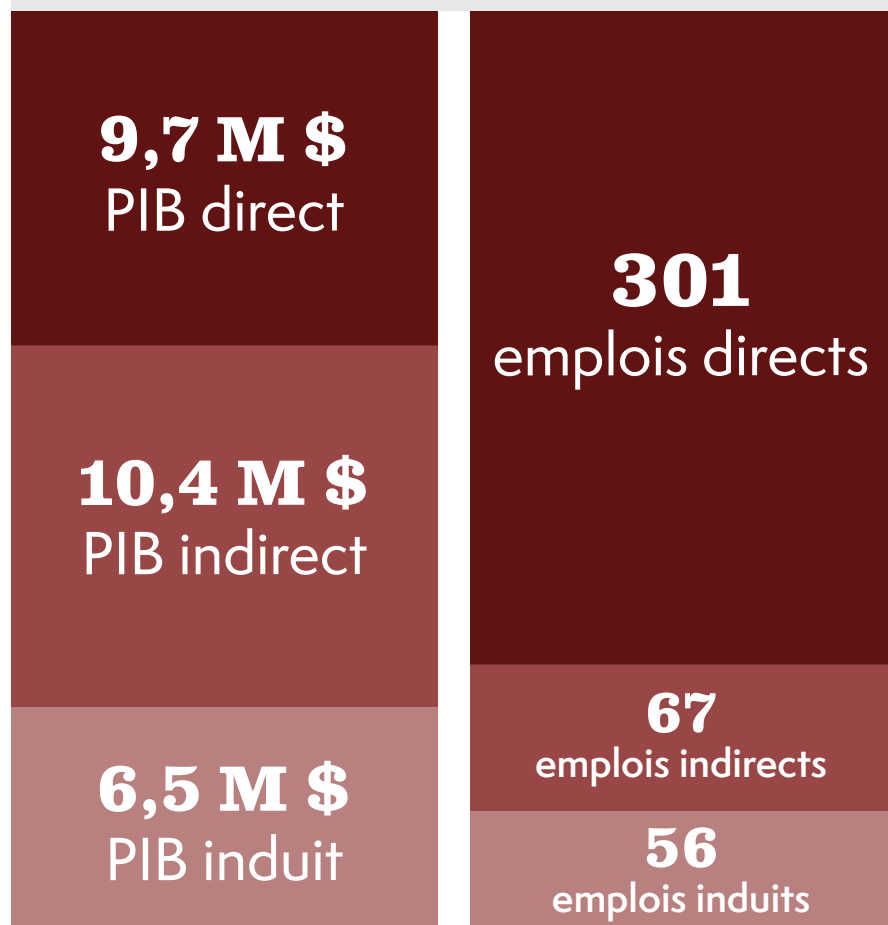 9,7 M $
PIB direct
10,4 M $
PIB indirect
6,5 M $
PIB induit
301
emplois directs
67
emplois indirects
56
emplois induits